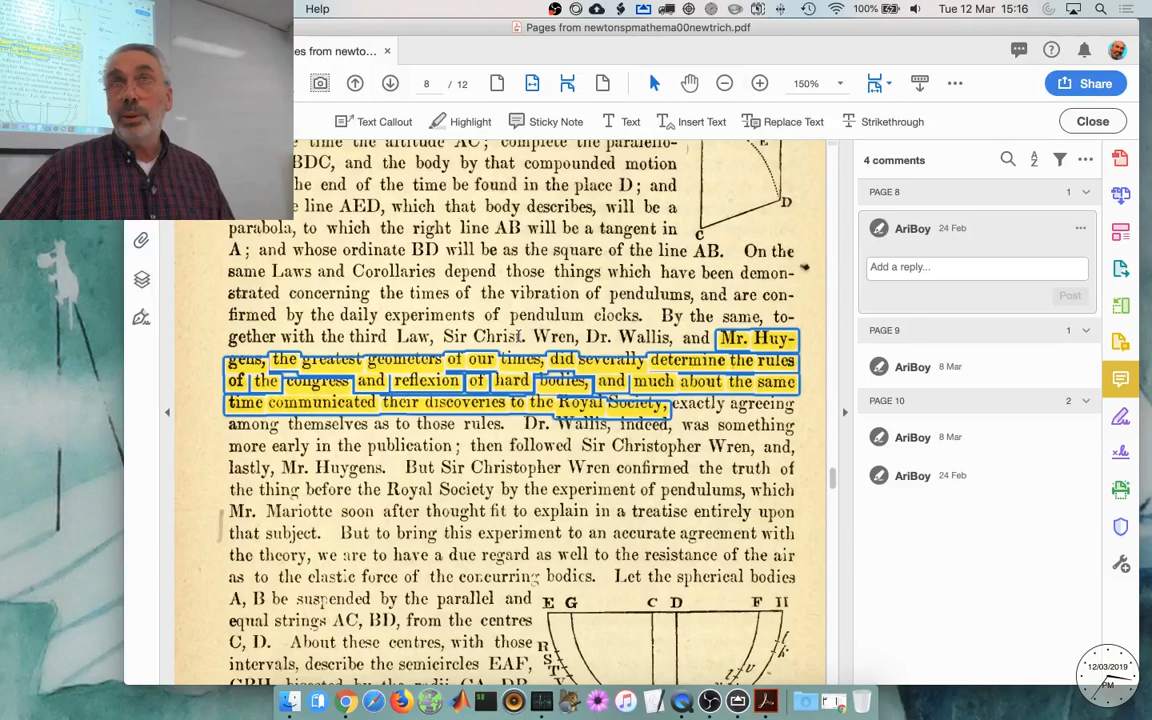 Help
100%
Tue 12 Mar 15:16
Pages from newtonspmathema00newtrich.pdf
es from newto...
8 / 12
150%
Share
Text Callout
Highlight
Sticky Note
Text
Insert Text
Replace Text
Strikethrough
Close
time the altitude AC; complete the parallelo-
BDC, and the body by that compounded motion
he end of the time be found in the place D; and
e line AED, which that body describes, will be a
parabola, to which the right line AB will be a tangent in
A; and whose ordinate BD will be as the square of the line AB. On the
same Laws and Corollaries depend those things which have been demon-
strated concerning the times of the vibration of pendulums, and are con-
firmed by the daily experiments of pendulum clocks. By the same, to-
gether with the third Law, Sir Christ. Wren, Dr. Wallis, and Mr. Huy-
gens, the greatest geometers of our times, did severally determine the rules
of the congress and reflexion of hard bodies, and much about the same
time communicated their discoveries to the Royal Society, exactly agreeing
among themselves as to those rules. Dr. Wallis, indeed, was something
more early in the publication; then followed Sir Christopher Wren, and,
lastly, Mr. Huygens. But Sir Christopher Wren confirmed the truth of
the thing before the Royal Society by the experiment of pendulums, which
Mr. Mariotte soon after thought fit to explain in a treatise entirely upon
that subject. But to bring this experiment to an accurate agreement with
the theory, we are to have a due regard as well to the resistance of the air
as to the elastic force of the concurring bodies. Let the spherical bodies
A, B be suspended by the parallel and
equal strings AC, BD, from the centres
C, D. About these centres, with those
intervals, describe the semicircles EAF,
E
D
C
E G C D F H
R
S
T
U
l
k
4 comments
PAGE 8
1
AriBoy
24 Feb
Add a reply...
Post
PAGE 9
1
AriBoy
8 Mar
PAGE 10
2
AriBoy
8 Mar
AriBoy
24 Feb
12/03/2019
PM